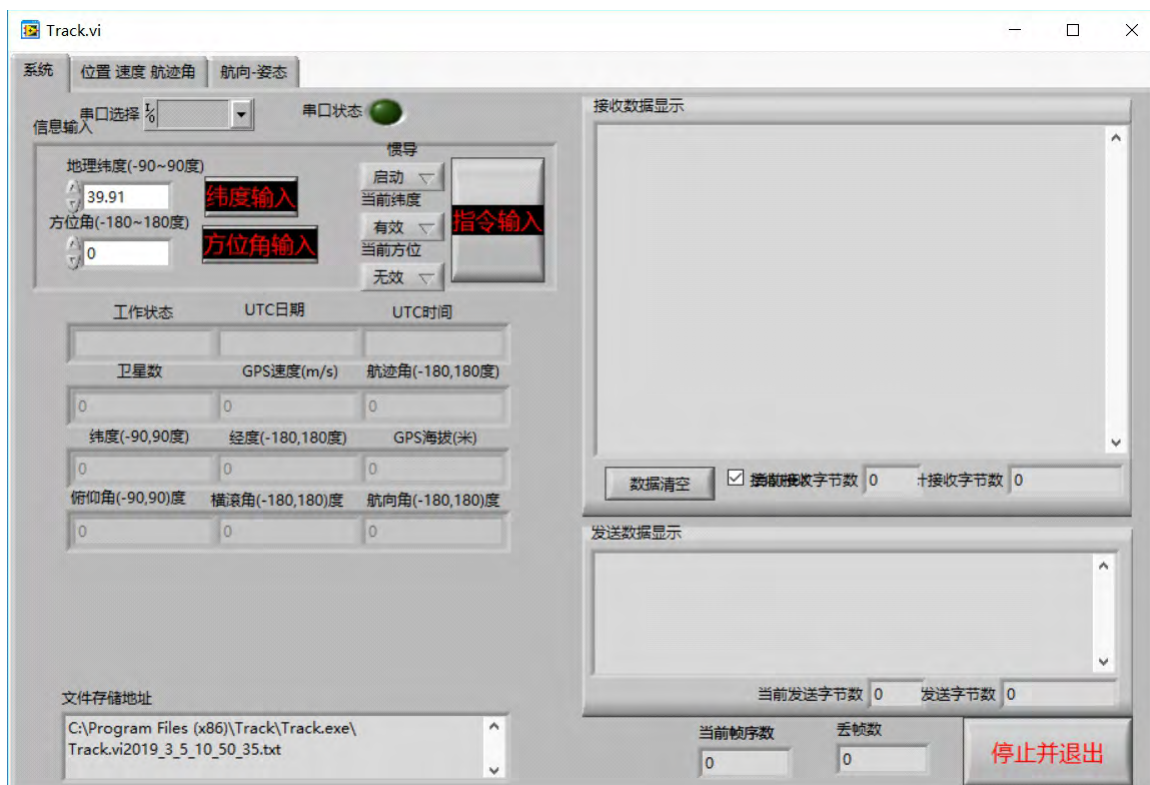 Track.vi
系统 位置 速度 航迹角 航向-姿态
串口选择 串口状态
信息输入
地理纬度(-90~90度)
39.91
纬度输入
方位角(-180~180度)
0
方位角输入
惯导
启动
当前纬度
有效
当前方位
无效
指令输入
工作状态 UTC日期 UTC时间
卫星数 GPS速度(m/s) 航迹角(-180,180度)
0 0 0
纬度(-90,90度) 经度(-180,180度) GPS海拔(米)
0 0 0
俯仰角(-90,90)度 横滚角(-180,180)度 航向角(-180,180)度
0 0 0
文件存储地址
C:\Program Files (x86)\Track\Track.exe\
Track.vi2019_3_5_10_50_35.txt
接收数据显示
数据清空 字节数 0 接收字节数 0
发送数据显示
当前发送字节数 0 发送字节数 0
当前帧序数 丢帧数
0 0
停止并退出